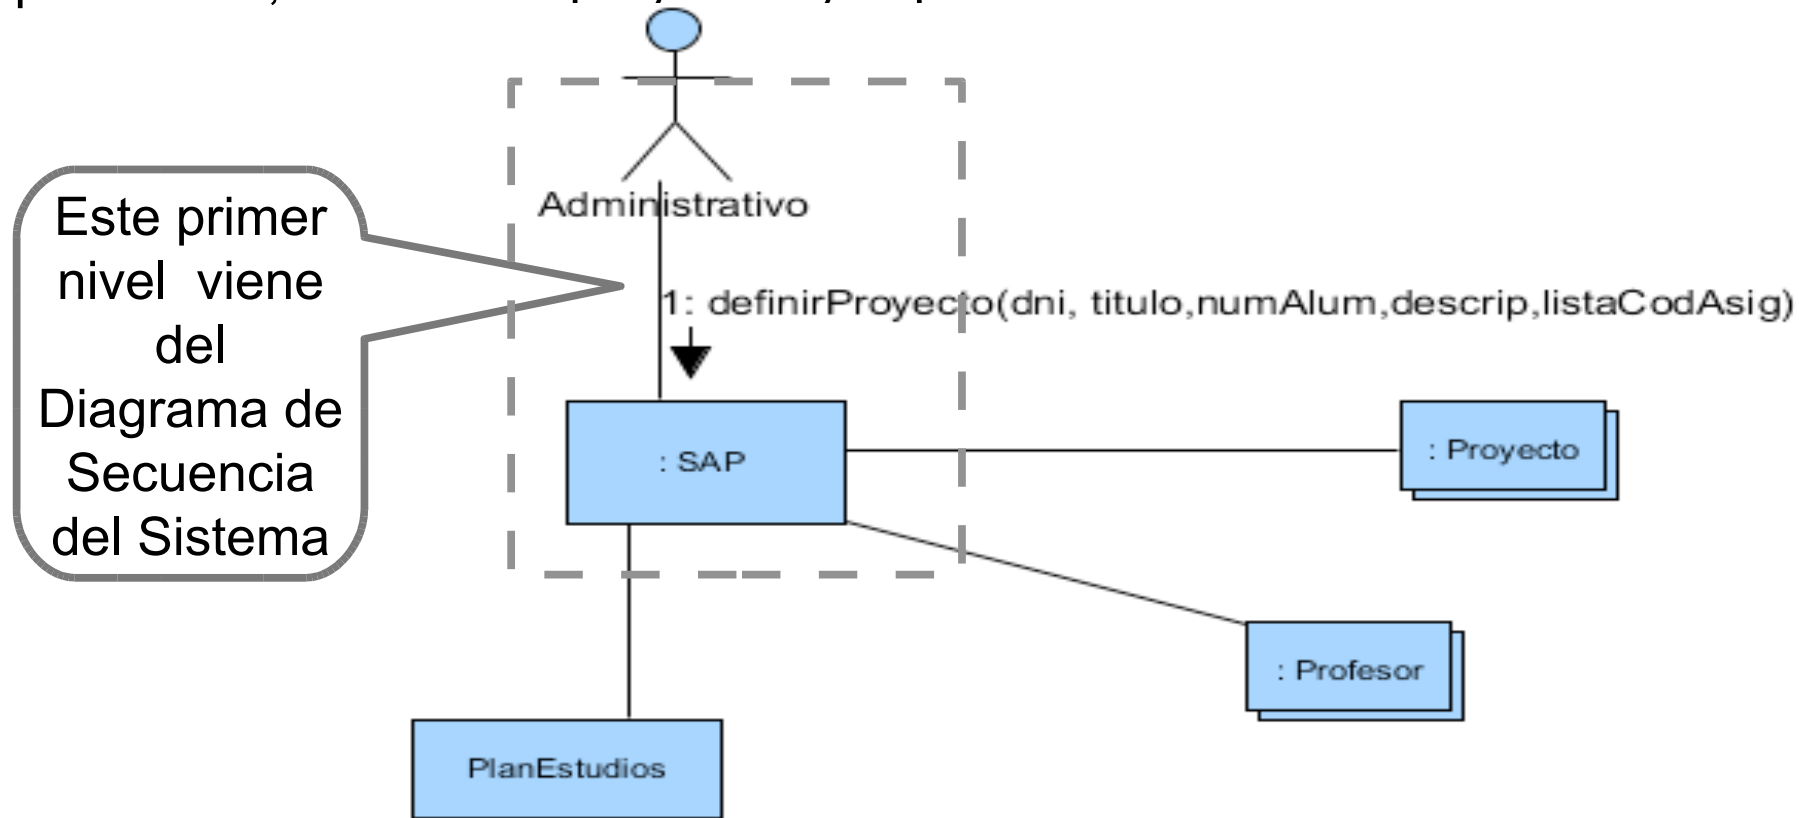 Administrativo
Este primer
nivel viene
del
Diagrama de
Secuencia
del Sistema
1: definirProyecto(dni, titulo,numAlum,descrip,listaCodAsig)
: SAP
: Proyecto
: Profesor
PlanEstudios